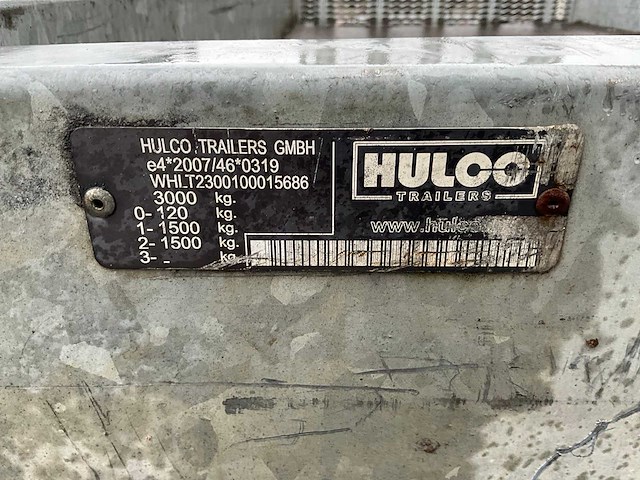 HULCO TRAILERS GMBH
e4*2007/46*0319
WHLT2300100015686
3000 kg.
0- 120 kg.
1- 1500 kg.
2- 1500 kg.
3- - kg.
HULCO
TRAILERS